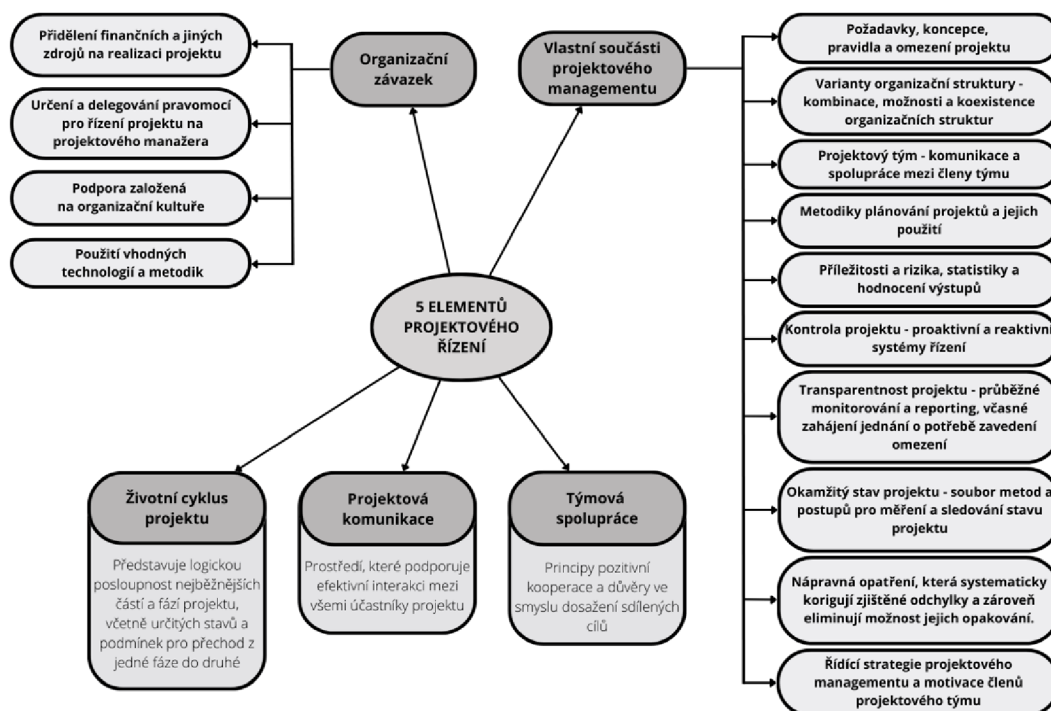 Přidělení finančních a jiných
zdrojů na realizaci projektu
Určení a delegování pravomocí
pro řízení projektu na
projektového manažera
Podpora založená
na organizační kultuře
Použití vhodných
technologií a metodik
Organizační
závazek
Vlastní součásti
projektového
managementu
Požadavky, koncepce,
pravidla a omezení projektu
Varianty organizační struktury -
kombinace, možnosti a koexistence
organizačních struktur
Projektový tým - komunikace a
spolupráce mezi členy týmu
Metodiky plánování projektů a jejich
použití
Příležitosti a rizika, statistiky a
hodnocení výstupů
Kontrola projektu - proaktivní a reaktivní
systémy řízení
Transparentnost projektu - průběžné
monitorování a reporting, včasné
zahájení jednání o potřebě zavedení
omezení
Okamžitý stav projektu - soubor metod a
postupů pro měření a sledování stavu
projektu
Nápravná opatření, která systematicky
korigují zjištěné odchylky a zároveň
eliminují možnost jejich opakování.
Řídící strategie projektového
managementu a motivace členů
projektového týmu
5 ELEMENTŮ
PROJEKTOVÉHO
ŘÍZENÍ
Životní cyklus
projektu
Představuje logickou
posloupnost nejběžnějších
částí a fází projektu,
včetně určitých stavů a
podmínek pro přechod z
jedné fáze do druhé
Projektová
komunikace
Prostředí, které podporuje
efektivní interakci mezi
všemi účastníky projektu
Týmová
spolupráce
Principy pozitivní
kooperace a důvěry ve
smyslu dosažení sdílených
cílů